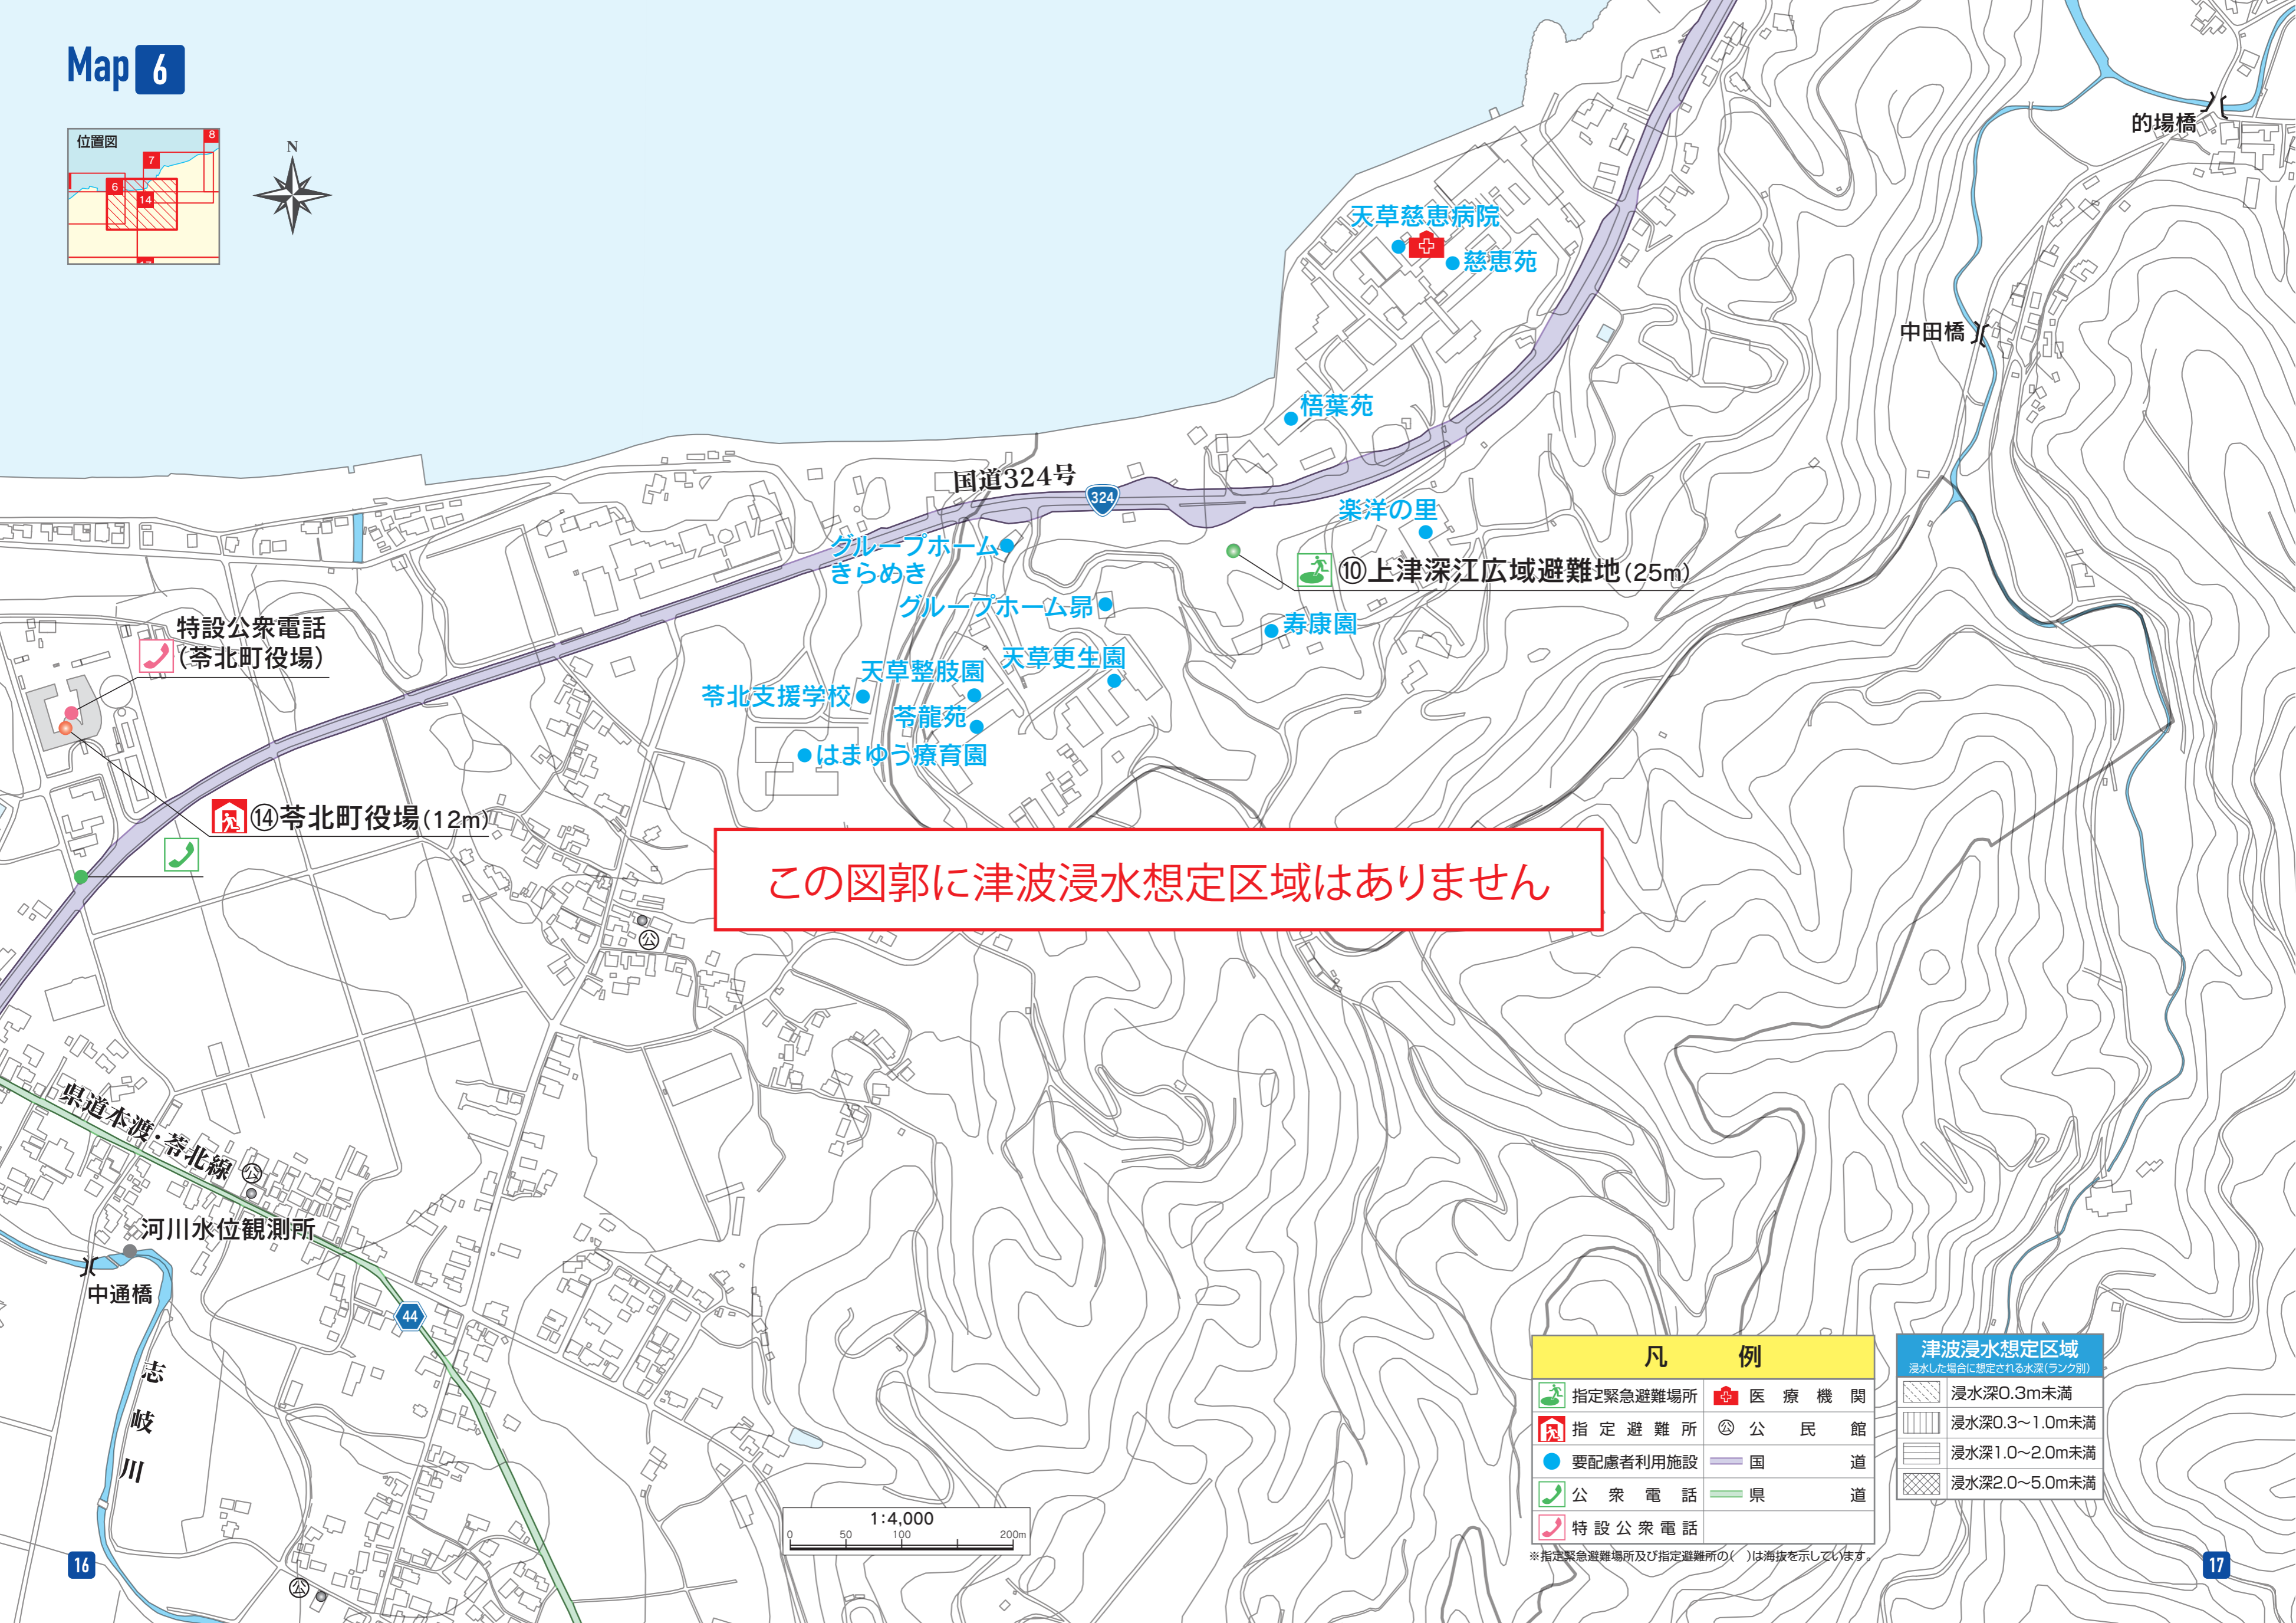 Map 6
位置図
8
7
6
14
N
的場橋
天草慈恵病院
慈恵苑
中田橋
梧葉苑
国道324号
324
楽洋の里
グループホーム
きらめき
⑩上津深江広域避難地(25m)
グループホーム昴
寿康園
特設公衆電話
(苓北町役場)
天草更生園
天草整肢園
苓北支援学校
苓龍苑
はまゆう療育園
⑭苓北町役場(12m)
この図郭に津波浸水想定区域はありません
公
県道本渡・苓北線
公
河川水位観測所
中通橋
44
志岐川
公
1:4,000
0 50 100 200m
凡 例
指定緊急避難場所 医療機関
指定避難所 公 公民館
要配慮者利用施設 国道
公衆電話 県道
特設公衆電話
※指定緊急避難場所及び指定避難所の( )は海抜を示しています。
津波浸水想定区域
浸水した場合に想定される水深(ランク別)
浸水深0.3m未満
浸水深0.3〜1.0m未満
浸水深1.0〜2.0m未満
浸水深2.0〜5.0m未満
16
17